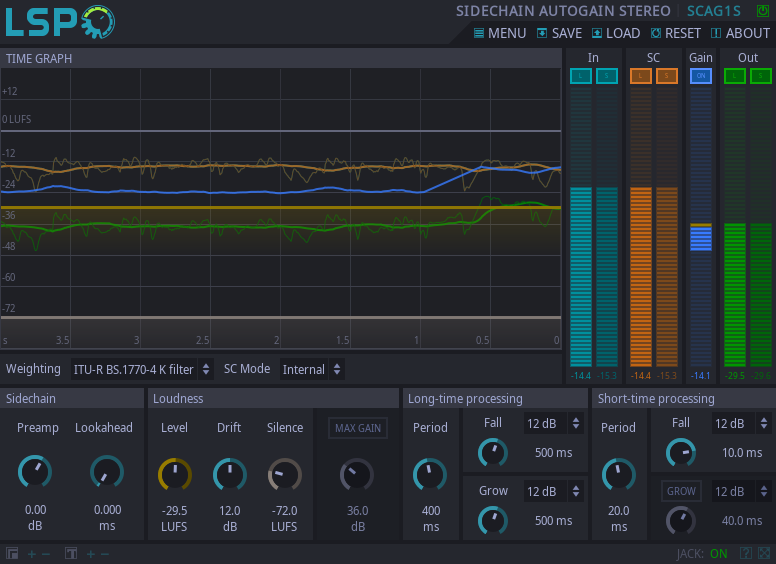 LSP
SIDECHAIN AUTOGAIN STEREO SCAG1S
MENU SAVE LOAD RESET ABOUT
TIME GRAPH
In SC Gain Out
L S L S ON L S
+12
0 LUFS
-12
-24
-36
-48
-60
-72
s 3.5 3 2.5 2 1.5 1 0.5 0
-14.4 -15.3 -14.4 -15.3 -14.1 -29.5 -29.6
Weighting ITU-R BS.1770-4 K filter SC Mode Internal
Sidechain Loudness Long-time processing Short-time processing
Preamp Lookahead Level Drift Silence MAX GAIN Period Fall 12 dB Period Fall 12 dB
500 ms 10.0 ms
Grow 12 dB GROW 12 dB
0.00 0.000 -29.5 12.0 -72.0 36.0 400 500 ms 20.0 40.0 ms
dB ms LUFS dB LUFS dB ms ms
T JACK: ON ?